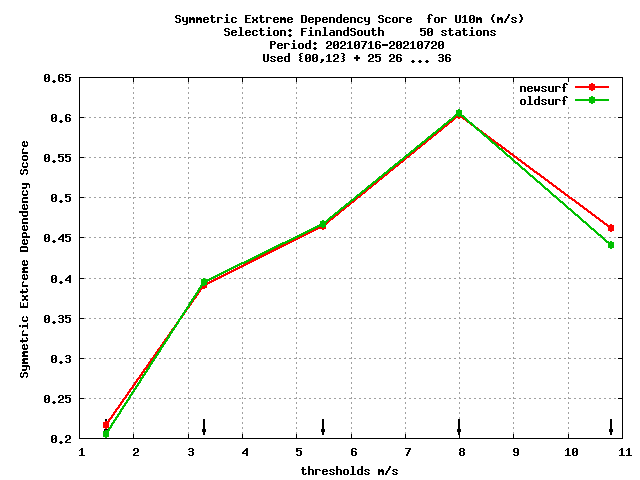 Symmetric Extreme Dependency Score  for U10m (m/s)
Selection: FinlandSouth     50 stations
Period: 20210716-20210720
Used {00,12} + 25 26 ... 36
newsurf
oldsurf
Symmetric Extreme Dependency Score
0.65
0.6
0.55
0.5
0.45
0.4
0.35
0.3
0.25
0.2
1 2 3 4 5 6 7 8 9 10 11
thresholds m/s